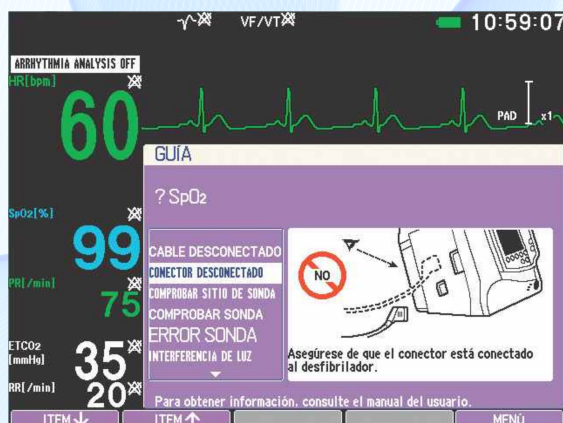 VF/VT
10:59:07
ARRHYTHMIA ANALYSIS OFF
HR[bpm]
60
PAD
x1
GUÍA
? SpO2
SpO2[%]
99
CABLE DESCONECTADO
CONECTOR DESCONECTADO
COMPROBAR SITIO DE SONDA
COMPROBAR SONDA
ERROR SONDA
INTERFERENCIA DE LUZ
NO
Asegúrese de que el conector está conectado
al desfibrilador.
PR[/min]
75
ETCO2
[mmHg]
35
RR[/min]
20
Para obtener información, consulte el manual del usuario.
ITEM ↓
ITEM ↑
MENÚ